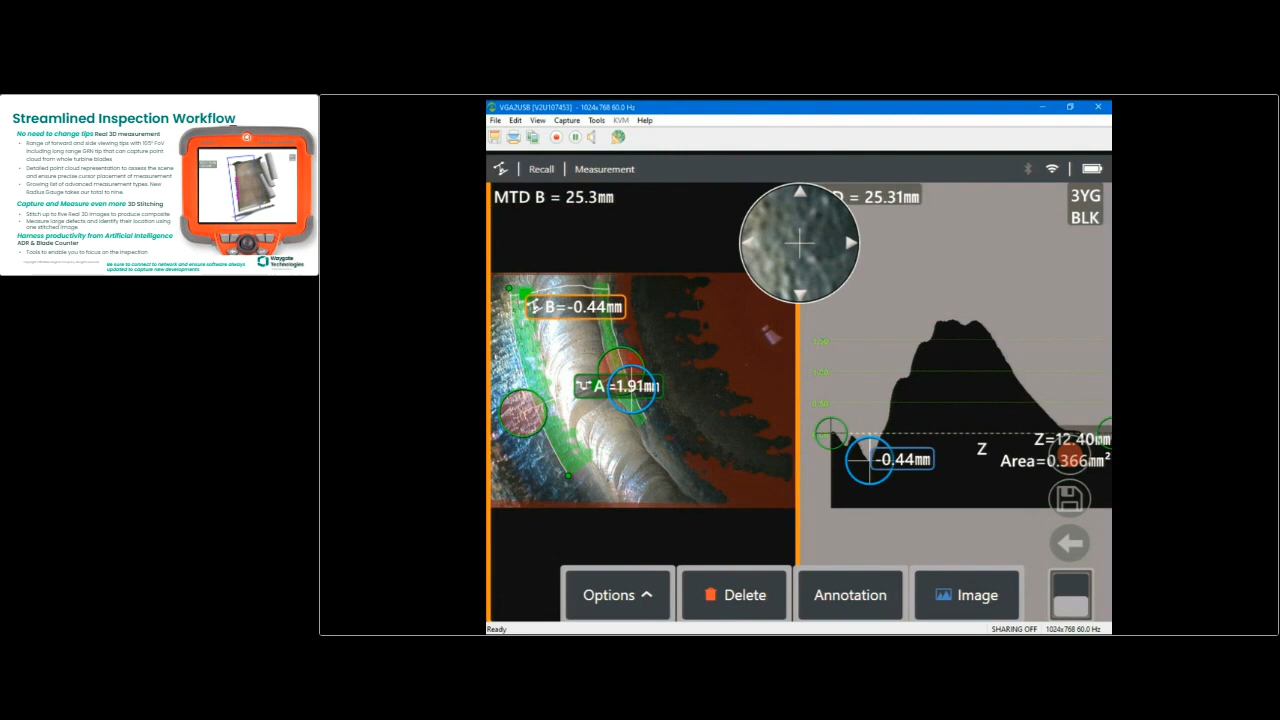 Streamlined Inspection Workflow
No need to change tips Real 3D measurement
• Range of forward and side viewing tips with 105° FoV
including long range GRN tip that can capture point
cloud from whole turbine blades
• Detailed point cloud representation to assess the scene
and ensure precise cursor placement of measurement
• Growing list of advanced measurement types. New
Radius Gauge takes our total to nine.
Capture and Measure even more 3D Stitching
• Stitch up to five Real 3D images to produce composite
• Measure large defects and identify their location using
one stitched image
Harness productivity from Artificial Intelligence
ADR & Blade Counter
• Tools to enable you to focus on the inspection
Be sure to connect to network and ensure software always
updated to capture new developments
Waygate
Technologies
VGA2USB [V2U107453] - 1024x768 60.0 Hz
File Edit View Capture Tools KVM Help
Recall | Measurement
MTD B = 25.3mm
= 25.31mm
3YG
BLK
B=-0.44mm
A=1.91mm
1.50
0.50
-0.44mm
Z
Z=12.40mm
Area=0.366mm²
Options
Delete
Annotation
Image
Ready
SHARING OFF
1024x768 60.0 Hz